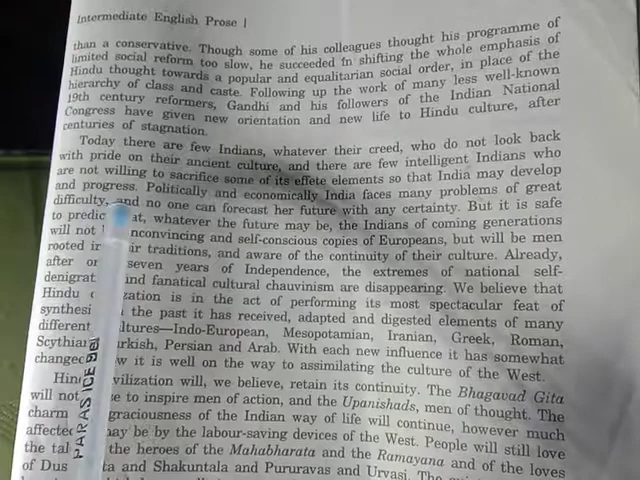 Intermediate English Prose I
than a conservative. Though some of his colleagues thought his programme of
limited social reform too slow, he succeeded in shifting the whole emphasis of
Hindu thought towards a popular and equalitarian social order, in place of the
hierarchy of class and caste. Following up the work of many less well-known
19th century reformers, Gandhi and his followers of the Indian National
Congress have given new orientation and new life to Hindu culture, after
centuries of stagnation.
Today there are few Indians, whatever their creed, who do not look back
with pride on their ancient culture, and there are few intelligent Indians who
are not willing to sacrifice some of its effete elements so that India may develop
and progress. Politically and economically India faces many problems of great
difficulty, and no one can forecast her future with any certainty. But it is safe
to predic at, whatever the future may be, the Indians of coming generations
will not inconvincing and self-conscious copies of Europeans, but will be men
rooted ir ir traditions, and aware of the continuity of their culture. Already,
after or seven years of Independence, the extremes of national self-
denigrat ind fanatical cultural chauvinism are disappearing. We believe that
Hindu zation is in the act of performing its most spectacular feat of
synthesi the past it has received, adapted and digested elements of many
different ltures—Indo-European, Mesopotamian, Iranian, Greek, Roman,
Scythian urkish, Persian and Arab. With each new influence it has somewhat
changed w it is well on the way to assimilating the culture of the West.
Hin vilization will, we believe, retain its continuity. The Bhagavad Gita
will not e to inspire men of action, and the Upanishads, men of thought. The
charm graciousness of the Indian way of life will continue, however much
affected may be by the labour-saving devices of the West. People will still love
the tal the heroes of the Mahabharata and the Ramayana and of the loves
of Dus ta and Shakuntala and Pururavas and Urvasi. The
PARAS ICE